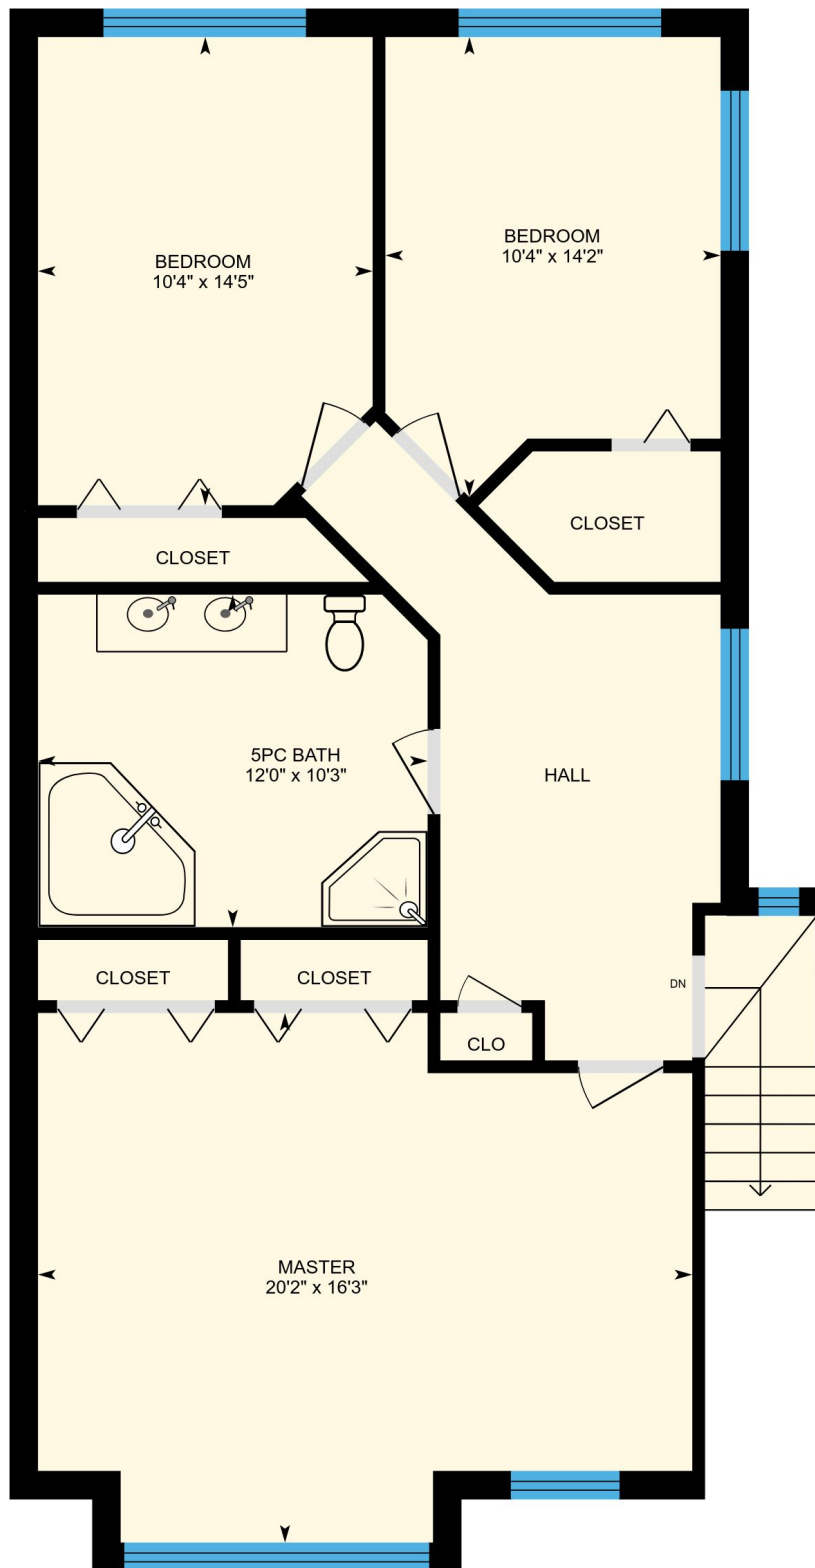 BEDROOM
10'4" x 14'5"
BEDROOM
10'4" x 14'2"
CLOSET
CLOSET
5PC BATH
12'0" x 10'3"
HALL
CLOSET
CLOSET
DN
CLO
MASTER
20'2" x 16'3"